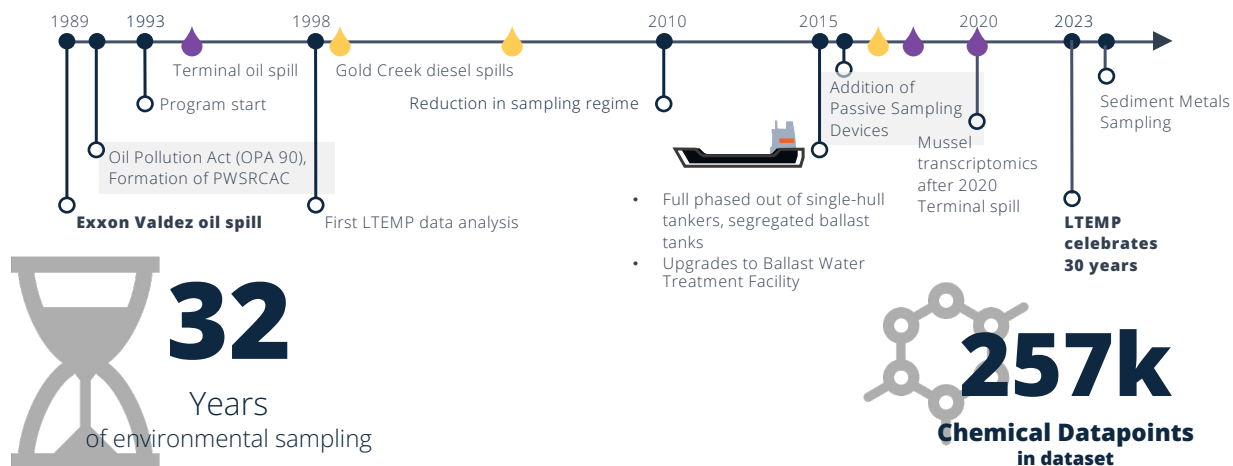 1989
1993
1998
2010
2015
2020
2023
Terminal oil spill
Gold Creek diesel spills
Program start
Reduction in sampling regime
Addition of
Passive Sampling
Devices
Sediment Metals
Sampling
Oil Pollution Act (OPA 90),
Formation of PWSRCAC
Mussel
transcriptomics
after 2020
Terminal spill
Exxon Valdez oil spill
First LTEMP data analysis
• Full phased out of single-hull
tankers, segregated ballast
tanks
• Upgrades to Ballast Water
Treatment Facility
LTEMP
celebrates
30 years
32
Years
of environmental sampling
257k
Chemical Datapoints
in dataset